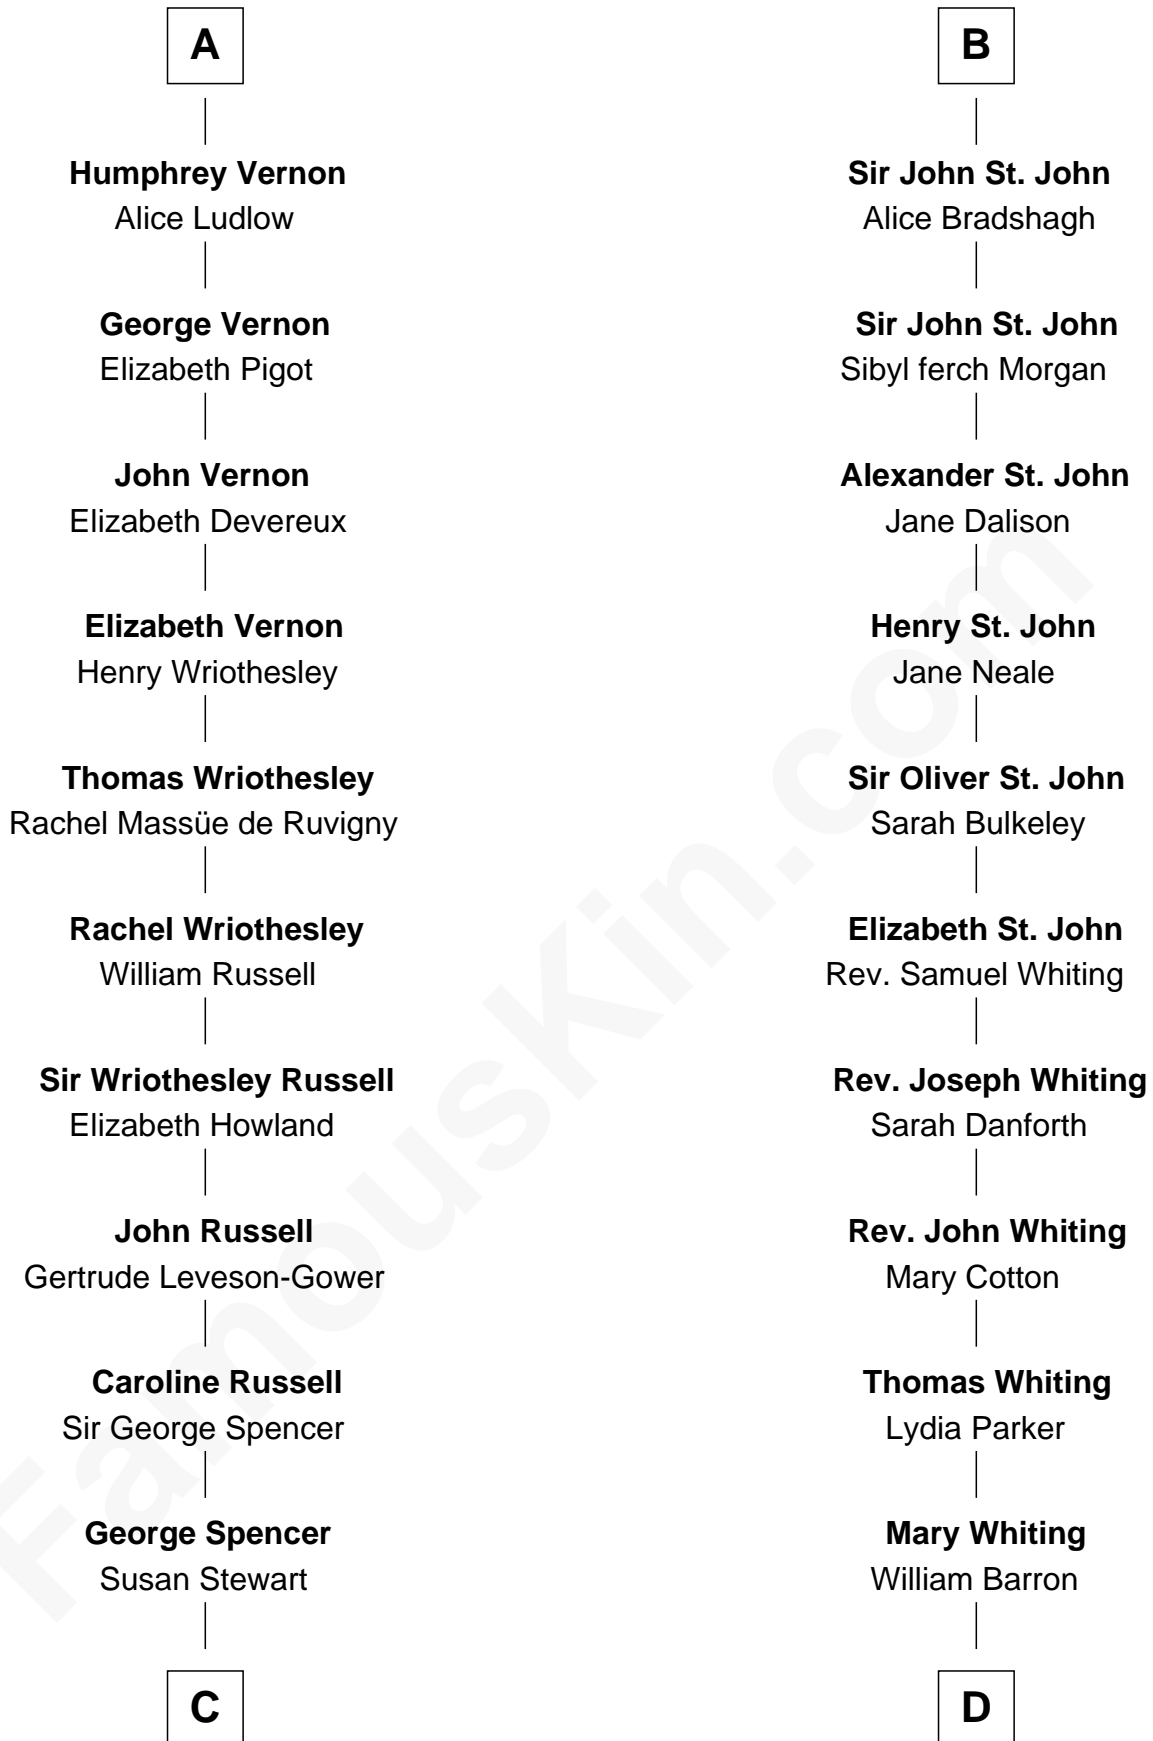 A
Humphrey Vernon
Alice Ludlow
George Vernon
Elizabeth Pigot
John Vernon
Elizabeth Devereux
Elizabeth Vernon
Henry Wriothesley
Thomas Wriothesley
Rachel Massüe de Ruvigny
Rachel Wriothesley
William Russell
Sir Wriothesley Russell
Elizabeth Howland
John Russell
Gertrude Leveson-Gower
Caroline Russell
Sir George Spencer
George Spencer
Susan Stewart
C
B
Sir John St. John
Alice Bradshagh
Sir John St. John
Sibyl ferch Morgan
Alexander St. John
Jane Dalison
Henry St. John
Jane Neale
Sir Oliver St. John
Sarah Bulkeley
Elizabeth St. John
Rev. Samuel Whiting
Rev. Joseph Whiting
Sarah Danforth
Rev. John Whiting
Mary Cotton
Thomas Whiting
Lydia Parker
Mary Whiting
William Barron
D
FamousKin.com